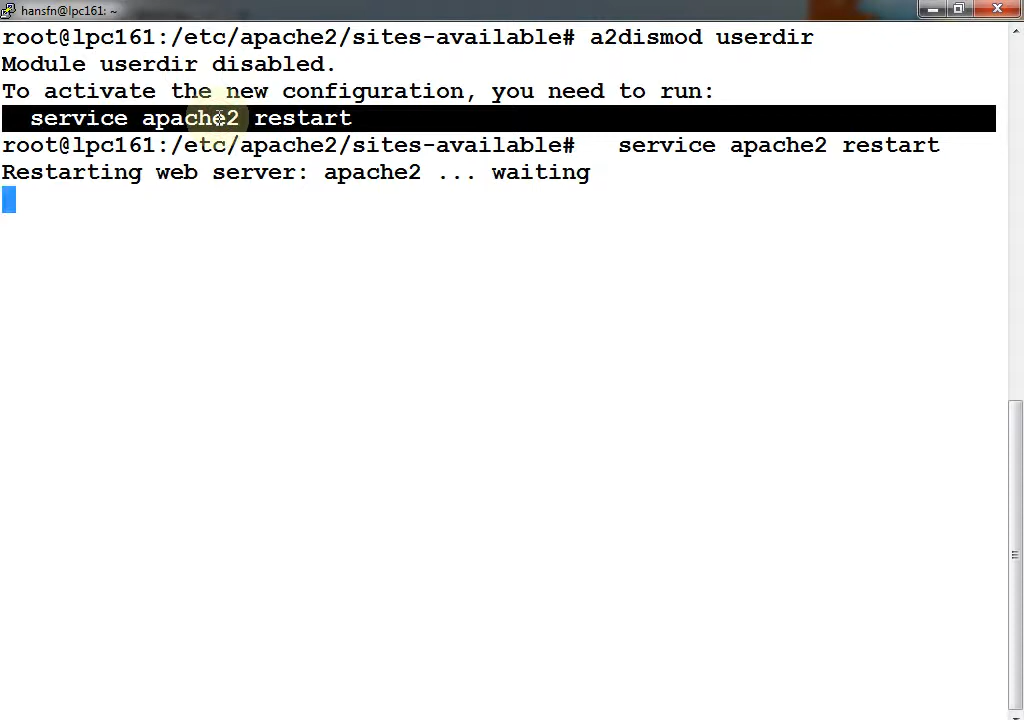 hansfn@lpc161: ~
root@lpc161:/etc/apache2/sites-available# a2dismod userdir
Module userdir disabled.
To activate the new configuration, you need to run:
  service apache2 restart
root@lpc161:/etc/apache2/sites-available#   service apache2 restart
Restarting web server: apache2 ... waiting